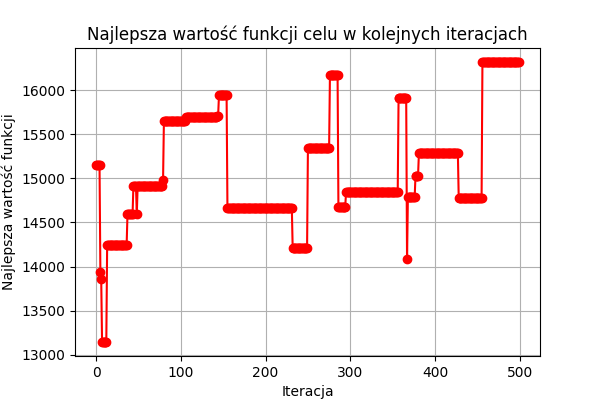 Najlepsza wartość funkcji celu w kolejnych iteracjach
Najlepsza wartość funkcji
16000
15500
15000
14500
14000
13500
13000
0 100 200 300 400 500
Iteracja